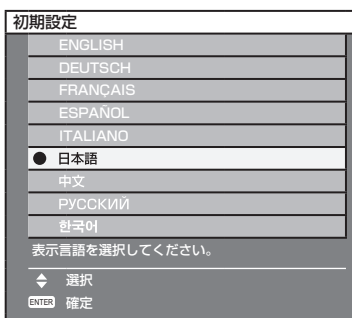 初期設定
ENGLISH
DEUTSCH
FRANÇAIS
ESPAÑOL
ITALIANO
日本語
中文
РУССКИЙ
한국어
表示言語を選択してください。
選択
ENTER 確定